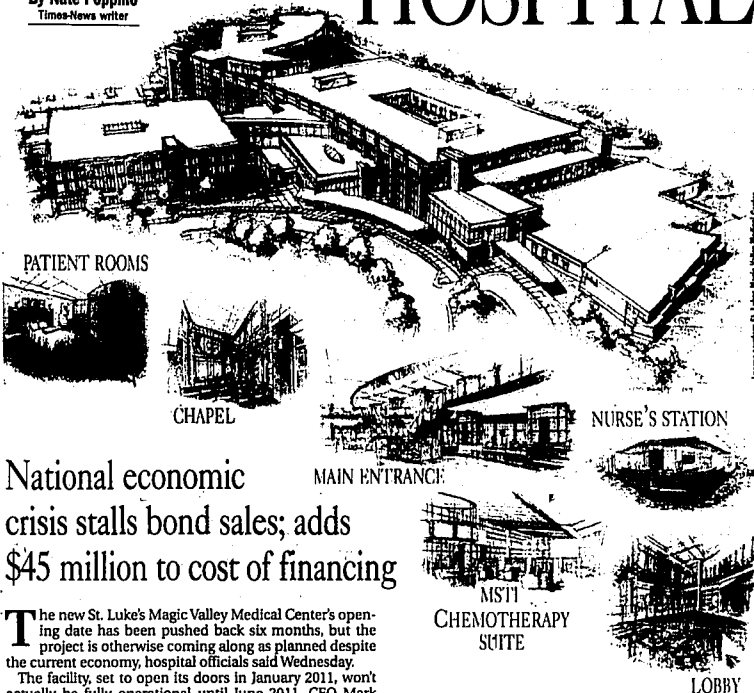 By Nate Poppino
Times-News writer
HOSPITAL
PATIENT ROOMS
CHAPEL
MAIN ENTRANCE
NURSE'S STATION
National economic
crisis stalls bond sales; adds
$45 million to cost of financing
MSTI
CHEMOTHERAPY
SUITE
LOBBY
The new St. Luke's Magic Valley Medical Center's open-
ing date has been pushed back six months, but the
project is otherwise coming along as planned despite
the current economy, hospital officials said Wednesday.
The facility, set to open its doors in January 2011, won't
actually be fully operational until June 2011, CEO Mark